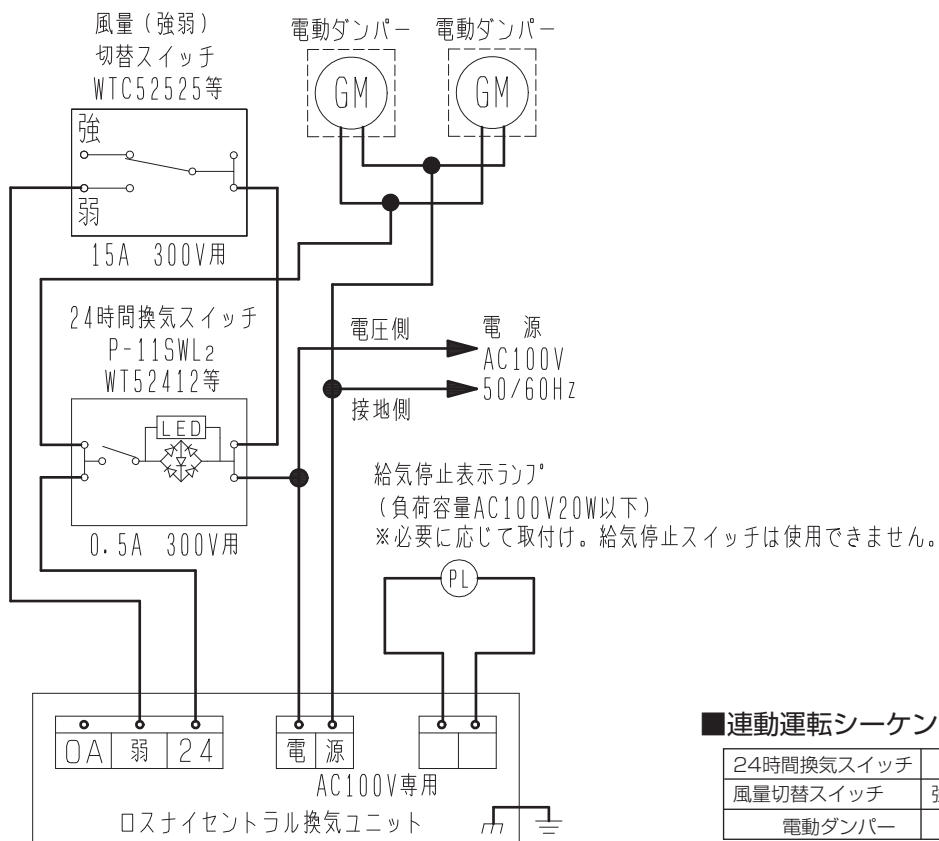 風量(強弱)
切替スイッチ
WTC52525等
強
弱
15A 300V用
電動ダンパー 電動ダンパー
GM GM
24時間換気スイッチ
P-11SWL2
WT52412等
LED
0.5A 300V用
電圧側
接地側
電 源
AC100V
50/60Hz
給気停止表示ランプ
(負荷容量AC100V20W以下)
※必要に応じて取付け。給気停止スイッチは使用できません。
PL
OA 弱 24 電 源
AC100V専用
ロスナイセントラル換気ユニット
■連動運転シーケン
24時間換気スイッチ
風量切替スイッチ
電動ダンパー